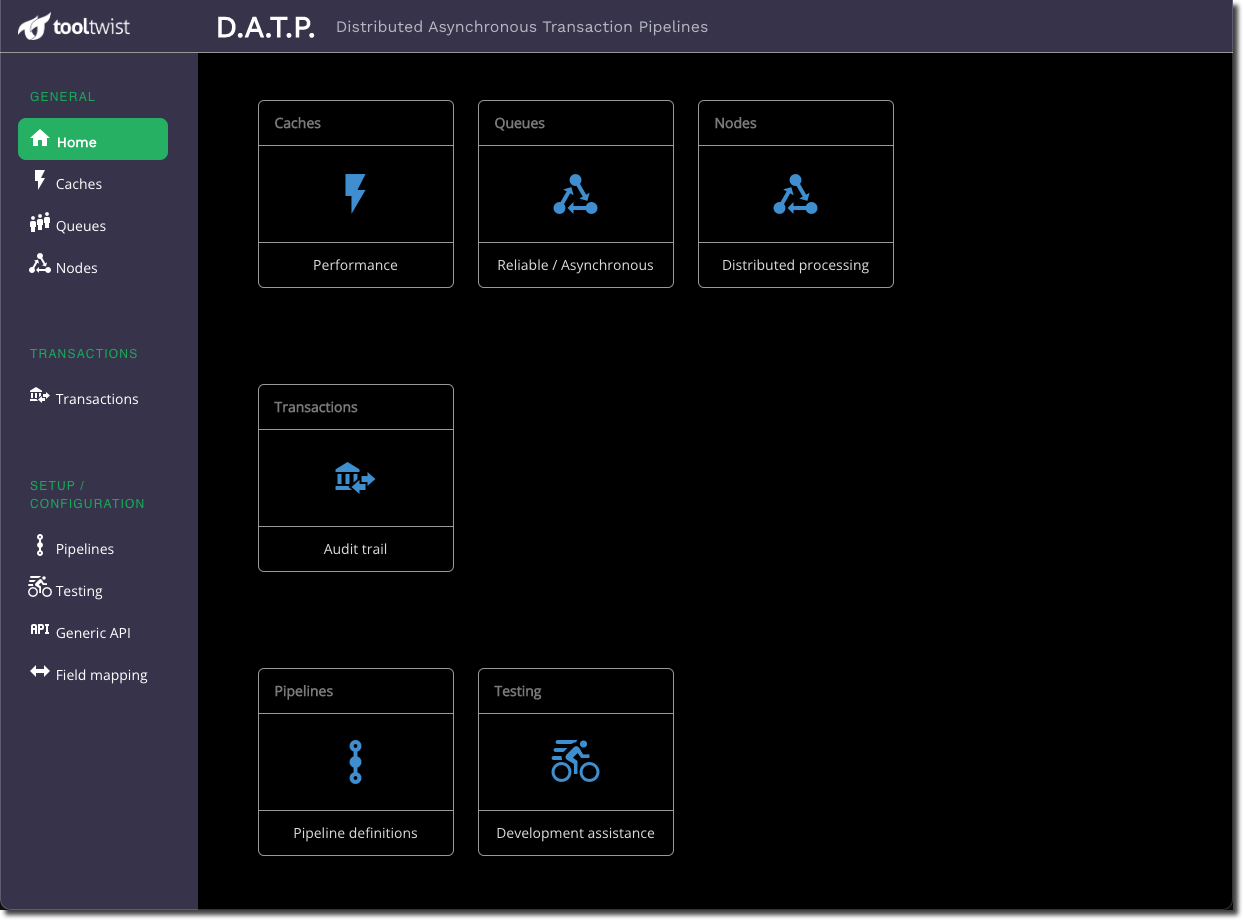 tooltwist
D.A.T.P.
Distributed Asynchronous Transaction Pipelines
GENERAL
Home
Caches
Queues
Nodes
TRANSACTIONS
Transactions
SETUP /
CONFIGURATION
Pipelines
Testing
API Generic API
Field mapping
Caches
Performance
Queues
Reliable / Asynchronous
Nodes
Distributed processing
Transactions
Audit trail
Pipelines
Pipeline definitions
Testing
Development assistance